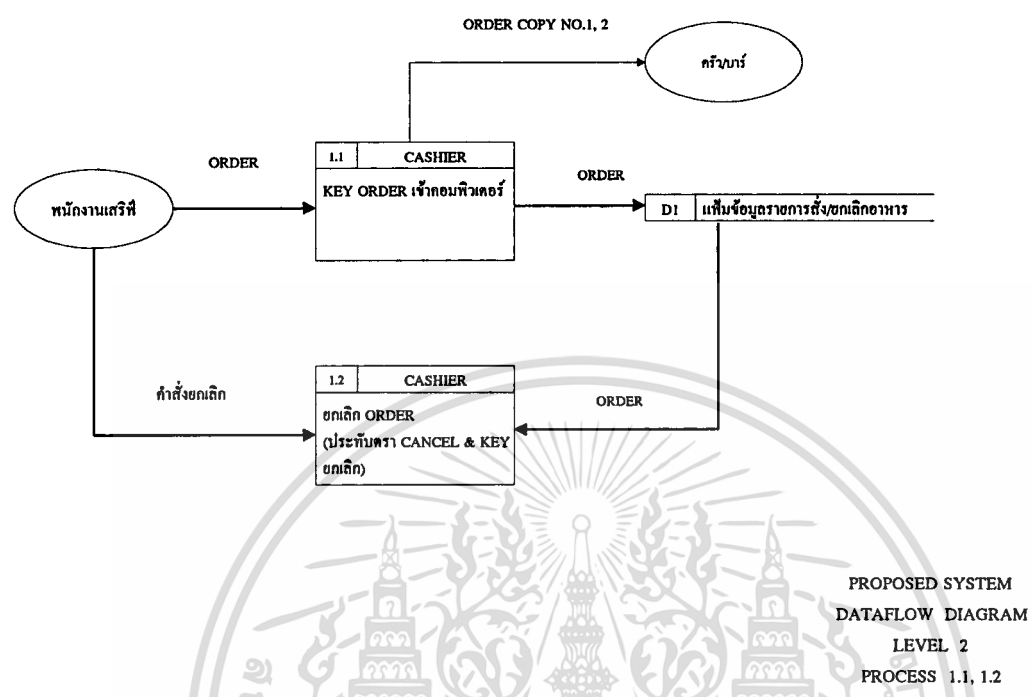 ORDER COPY NO.1, 2
ครัว/บาร์
ORDER
1.1 CASHIER
KEY ORDER เข้าคอมพิวเตอร์
ORDER
พนักงานเสริฟ
D1 แฟ้มข้อมูลรายการสั่ง/ยกเลิกอาหาร
คำสั่งยกเลิก
1.2 CASHIER
ยกเลิก ORDER
(ประทับตรา CANCEL & KEY
ยกเลิก)
ORDER
PROPOSED SYSTEM
DATAFLOW DIAGRAM
LEVEL 2
PROCESS 1.1, 1.2